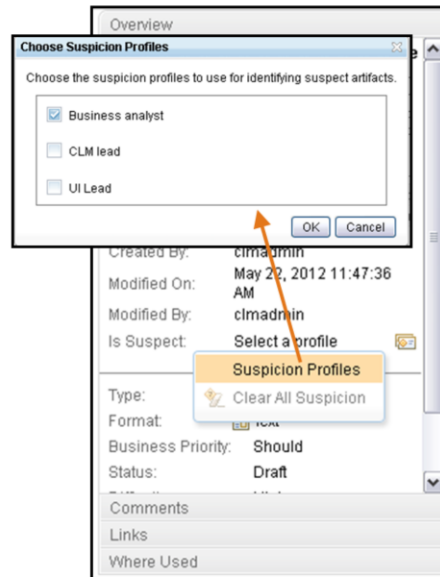 Overview
Choose Suspicion Profiles
Choose the suspicion profiles to use for identifying suspect artifacts.
Business analyst
CLM lead
UI Lead
OK Cancel
Created By: clmadmin
Modified On: May 22, 2012 11:47:36
AM
Modified By: clmadmin
Is Suspect: Select a profile
Suspicion Profiles
Type: Clear All Suspicion
Format: Text
Business Priority: Should
Status: Draft
Comments
Links
Where Used